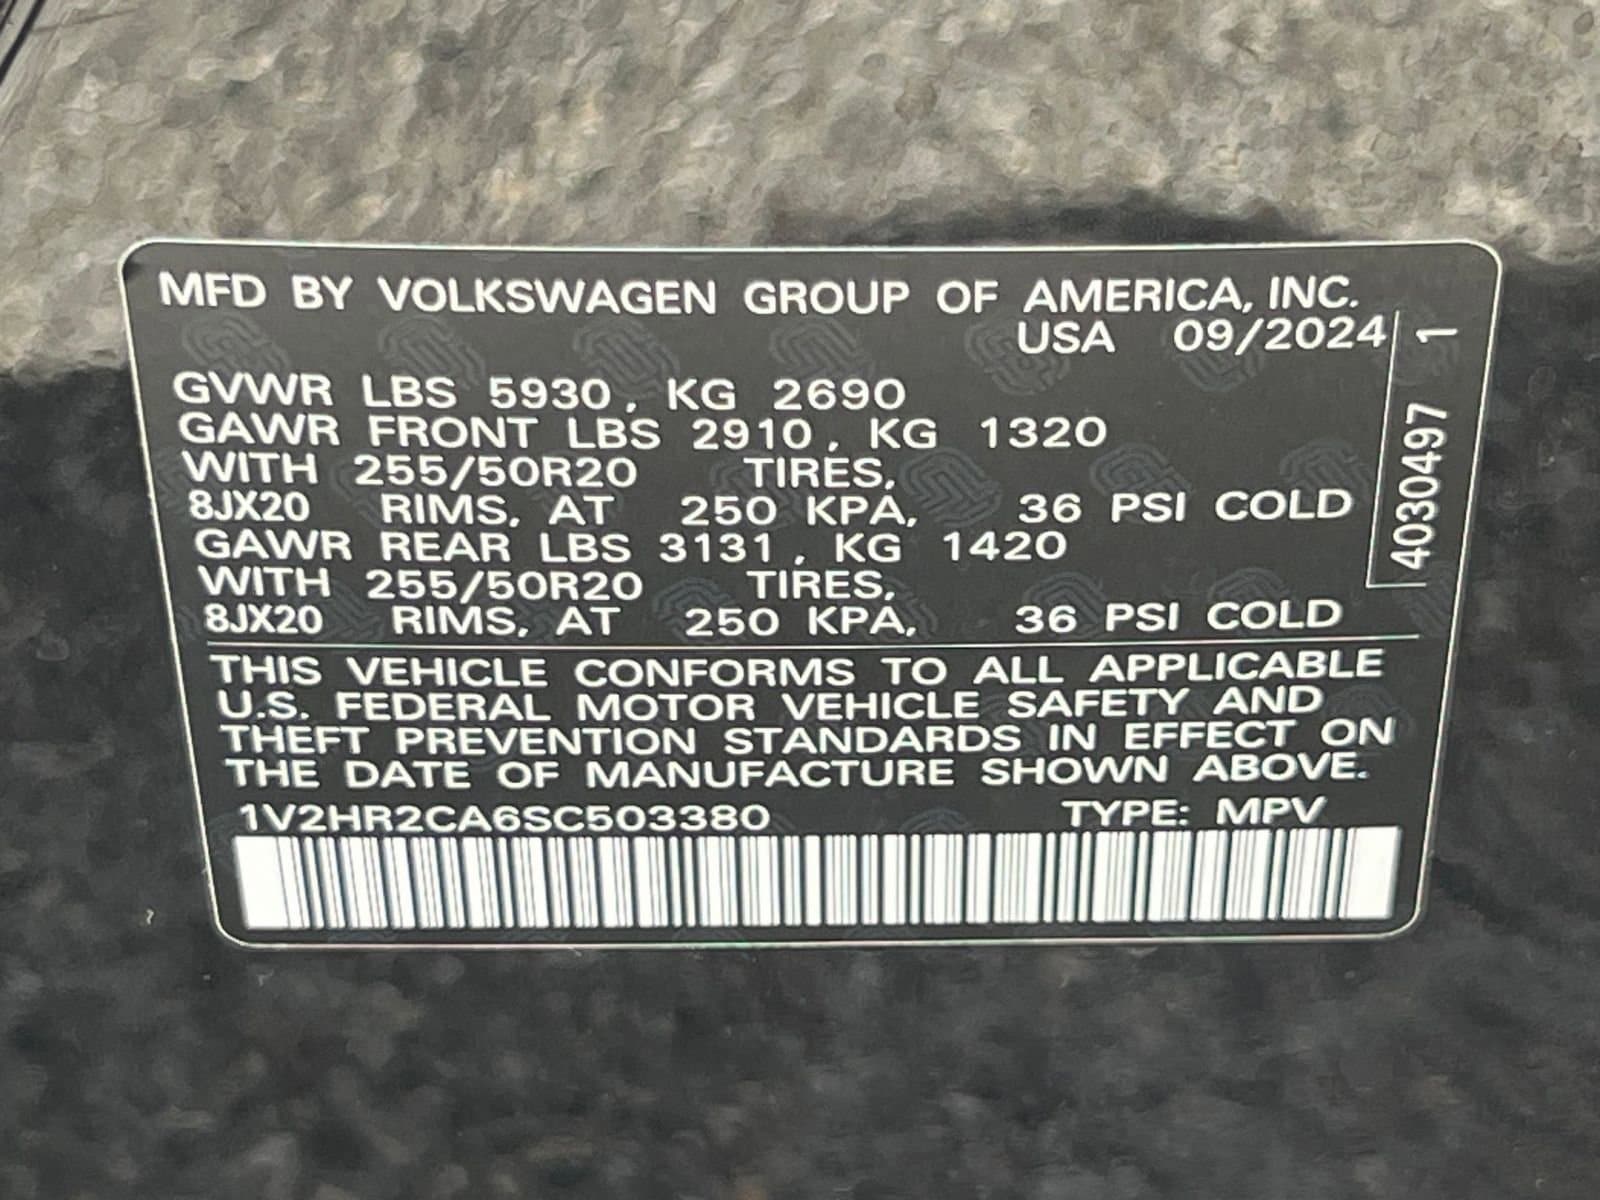 MFD BY VOLKSWAGEN GROUP OF AMERICA, INC.
USA 09/2024
GVWR LBS 5930, KG 2690
GAWR FRONT LBS 2910, KG 1320
WITH 255/50R20 TIRES,
8JX20 RIMS, AT 250 KPA, 36 PSI COLD
GAWR REAR LBS 3131, KG 1420
WITH 255/50R20 TIRES,
8JX20 RIMS, AT 250 KPA, 36 PSI COLD
THIS VEHICLE CONFORMS TO ALL APPLICABLE
U.S. FEDERAL MOTOR VEHICLE SAFETY AND
THEFT PREVENTION STANDARDS IN EFFECT ON
THE DATE OF MANUFACTURE SHOWN ABOVE.
1V2HR2CA6SC503380 TYPE: MPV
40304971 1